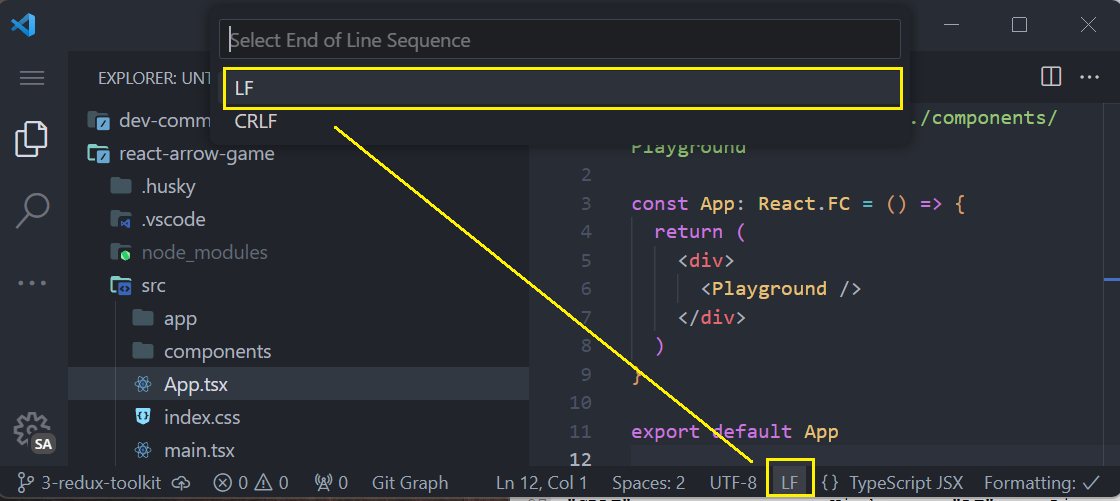 Select End of Line Sequence
LF
CRLF
EXPLORER: UNT
dev-comm
react-arrow-game
.husky
.vscode
node_modules
src
app
components
App.tsx
index.css
main.tsx
SA
./components/
Playground
2
3 const App: React.FC = () => {
4 return (
5 <div>
6 <Playground />
7 </div>
8 )
9 }
10
11 export default App
12
3-redux-toolkit 0 0 0 Git Graph Ln 12, Col 1 Spaces: 2 UTF-8 LF {} TypeScript JSX Formatting: ✓